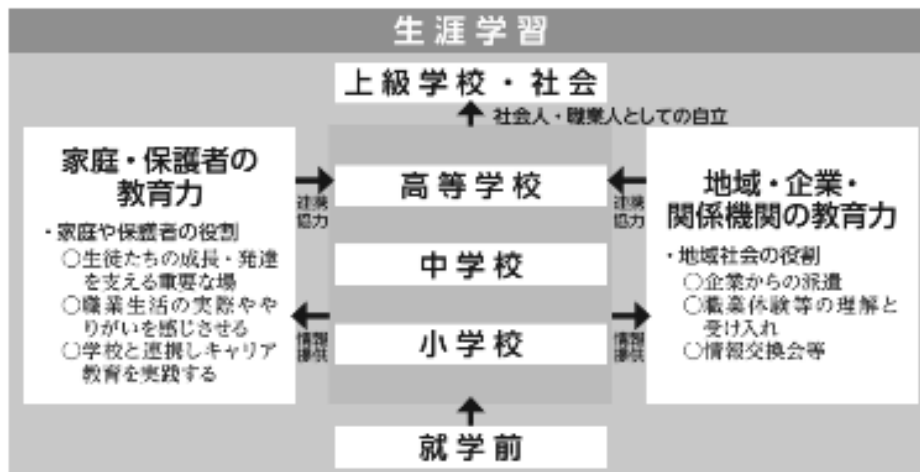 生涯学習
上級学校・社会
社会人・職業人としての自立
家庭・保護者の
教育力
・家庭や保護者の役割
○生徒たちの成長・発達
を支える重要な場
○職業生活の実際やや
りがいを感じさせる
○学校と連携しキャリア
教育を実践する
連携
協力
情報
提供
高等学校
中学校
小学校
就学前
連携
協力
情報
提供
地域・企業・
関係機関の教育力
・地域社会の役割
○企業からの派遣
○職業体験等の理解と
受け入れ
○情報交換会等